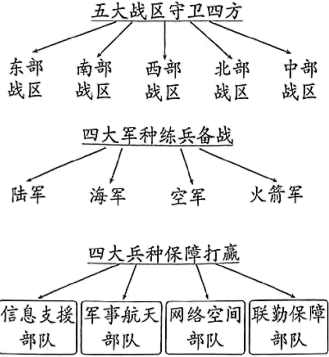 五大战区守卫四方
东部 南部 西部 北部 中部
战区 战区 战区 战区 战区
四大军种练兵备战
陆军 海军 空军 火箭军
四大兵种保障打赢
信息支援 军事航天 网络空间 联勤保障
部队 部队 部队 部队